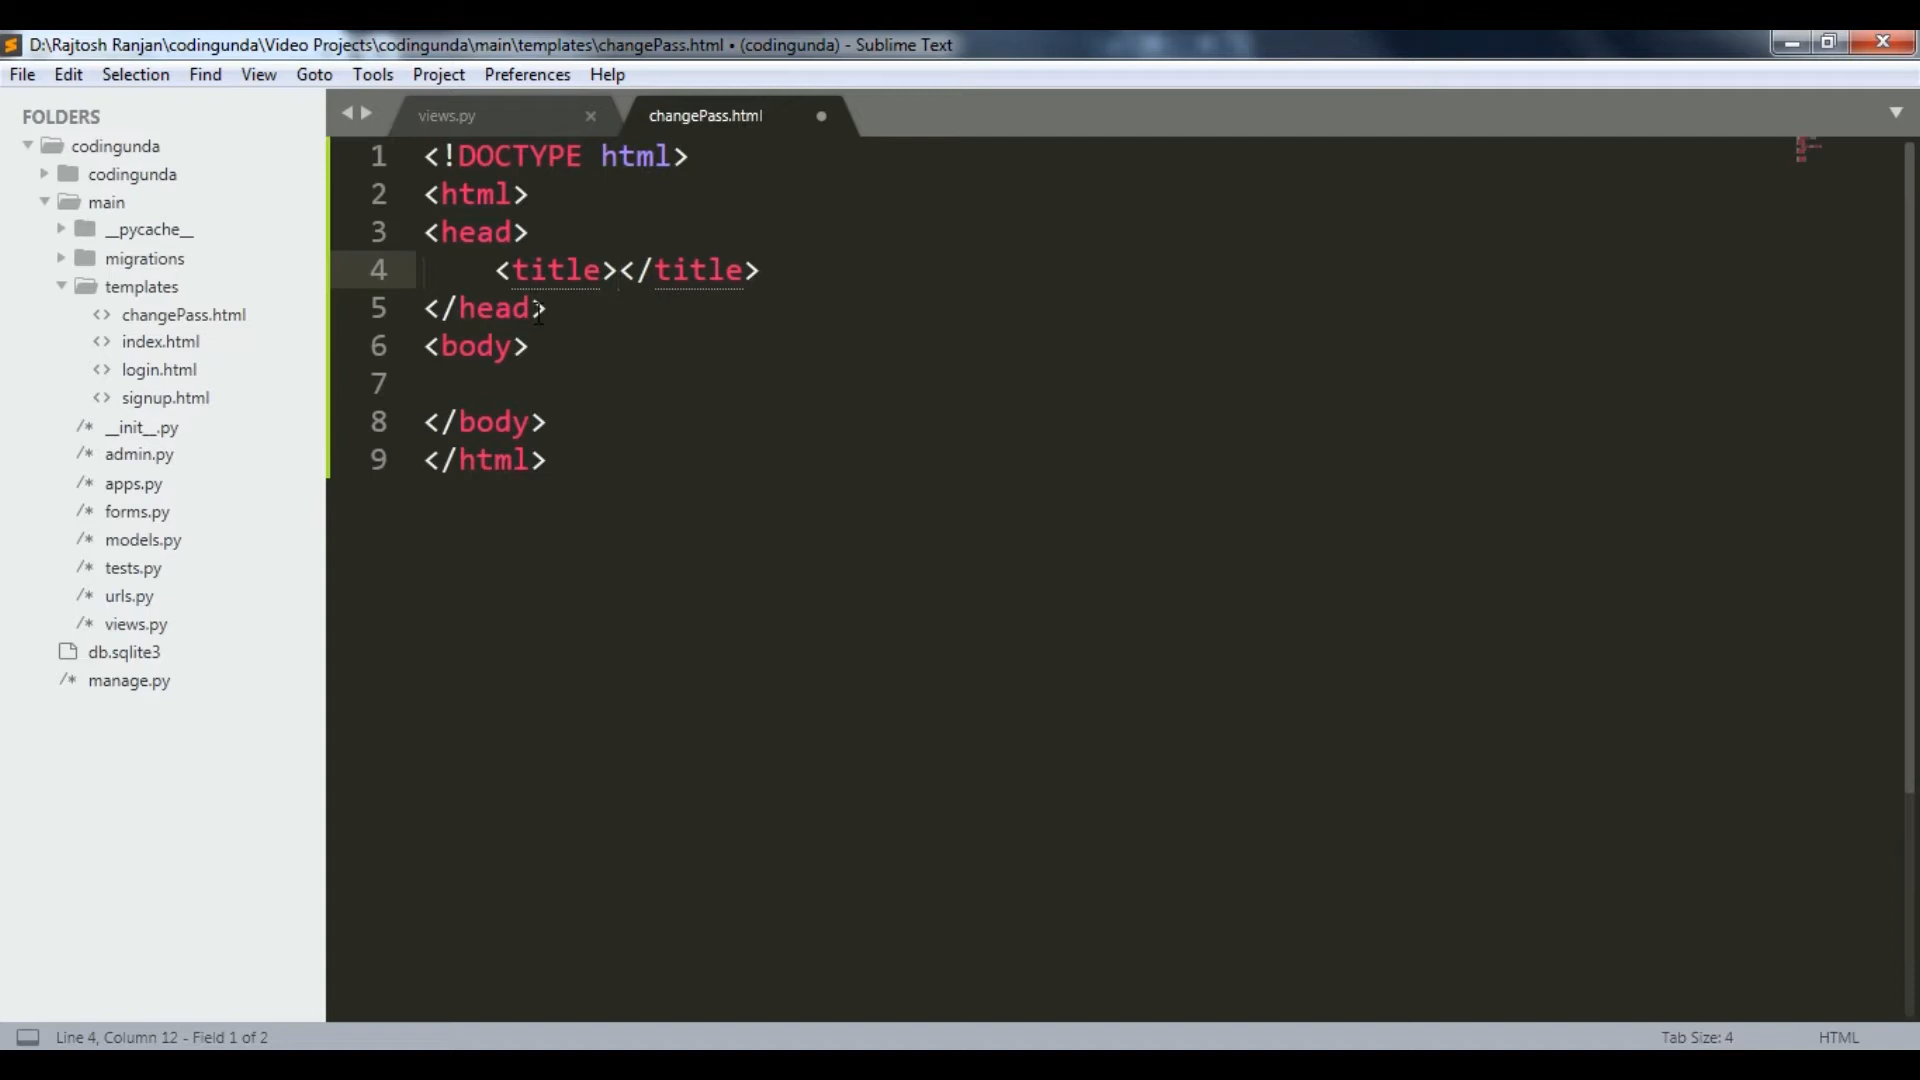 D:\Rajtosh Ranjan\codingunda\Video Projects\codingunda\main\templates\changePass.html • (codingunda) - Sublime Text
File Edit Selection Find View Goto Tools Project Preferences Help
FOLDERS
codingunda
codingunda
main
__pycache__
migrations
templates
<> changePass.html
<> index.html
<> login.html
<> signup.html
/* __init__.py
/* admin.py
/* apps.py
/* forms.py
/* models.py
/* tests.py
/* urls.py
/* views.py
db.sqlite3
/* manage.py
views.py changePass.html
1 <!DOCTYPE html>
2 <html>
3 <head>
4 <title></title>
5 </head>
6 <body>
7
8 </body>
9 </html>
Line 4, Column 12 - Field 1 of 2 Tab Size: 4 HTML